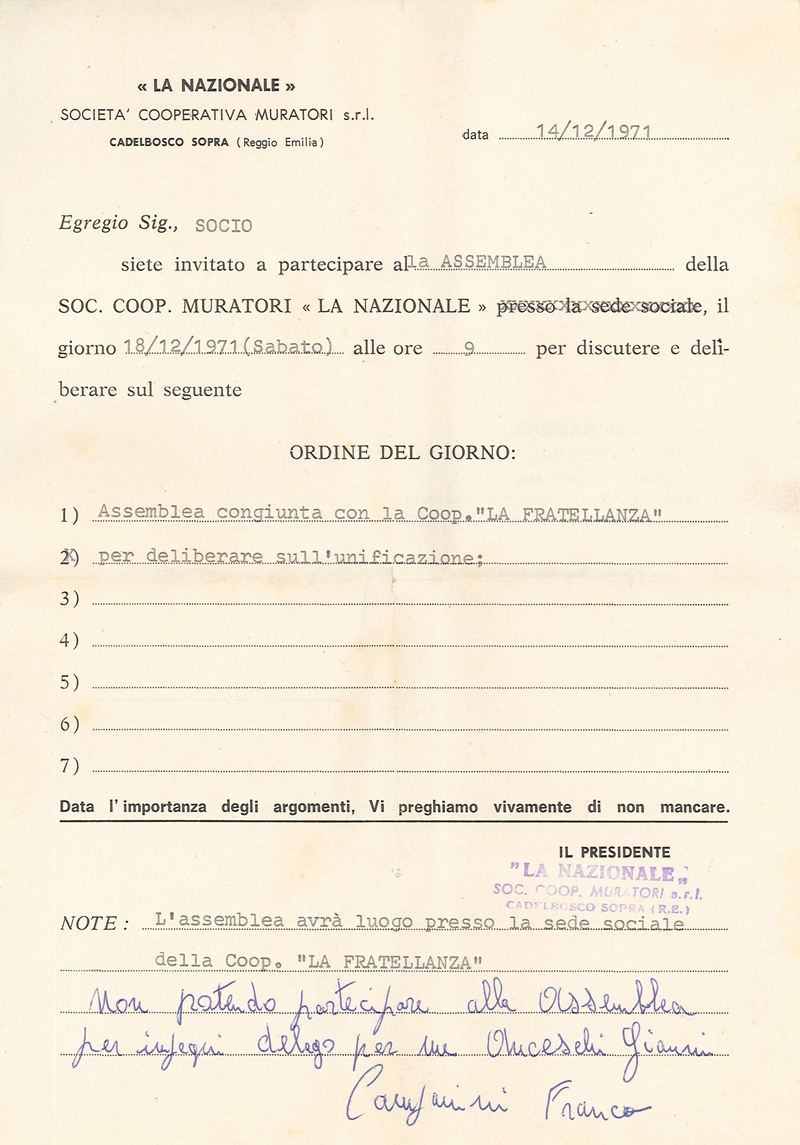 « LA NAZIONALE »
SOCIETA' COOPERATIVA MURATORI s.r.l.
CADELBOSCO SOPRA (Reggio Emilia)
data 14/12/1971
Egregio Sig., SOCIO
siete invitato a partecipare alla ASSEMBLEA della
SOC. COOP. MURATORI « LA NAZIONALE » presso la sede sociale, il
giorno 18/12/1971(Sabato) alle ore 9 per discutere e deli-
berare sul seguente
ORDINE DEL GIORNO:
1) Assemblea congiunta con la Coop."LA FRATELLANZA"
2) per deliberare sull'unificazione;
3)
4)
5)
6)
7)
Data l'importanza degli argomenti, Vi preghiamo vivamente di non mancare.
IL PRESIDENTE
"LA NAZIONALE„
SOC. COOP. MURATORI s.r.l.
CADELBOSCO SOPRA (R.E.)
NOTE: L'assemblea avrà luogo presso la sede sociale
della Coop. "LA FRATELLANZA"
Non potendo partecipare alla Assemblea
per delego per me Gianni
Franco